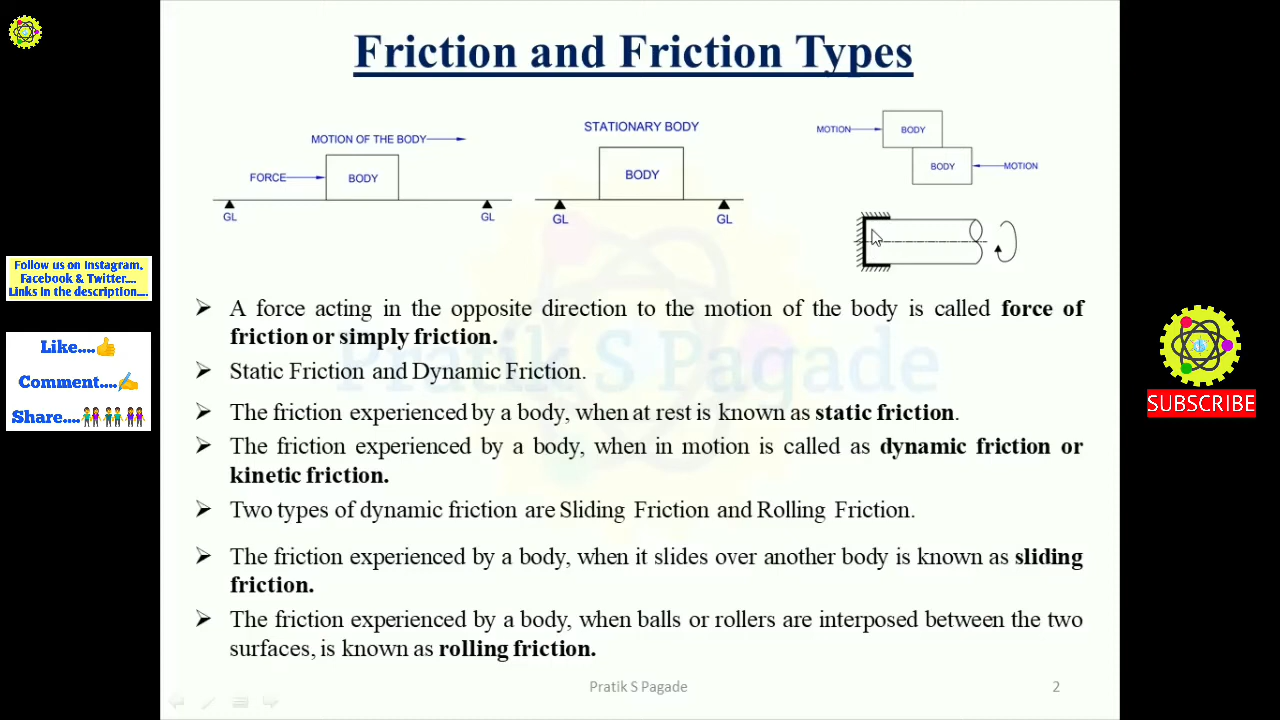 Friction and Friction Types
MOTION OF THE BODY
FORCE
BODY
GL
GL
STATIONARY BODY
BODY
GL
GL
MOTION
BODY
BODY
MOTION
Follow us on Instagram,
Facebook & Twitter....
Links in the description....
Like....👍
Comment....✍
Share....👫👬👭
➢ A force acting in the opposite direction to the motion of the body is called force of
friction or simply friction.
➢ Static Friction and Dynamic Friction.
➢ The friction experienced by a body, when at rest is known as static friction.
➢ The friction experienced by a body, when in motion is called as dynamic friction or
kinetic friction.
➢ Two types of dynamic friction are Sliding Friction and Rolling Friction.
➢ The friction experienced by a body, when it slides over another body is known as sliding
friction.
➢ The friction experienced by a body, when balls or rollers are interposed between the two
surfaces, is known as rolling friction.
Pratik S Pagade
SUBSCRIBE
Pratik S Pagade
2